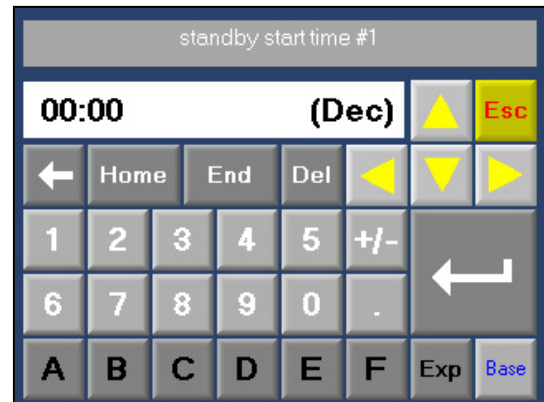 standby start time #1
00:00 (Dec) Esc
Home End Del
1 2 3 4 5 +/-
6 7 8 9 0 .
A B C D E F Exp Base